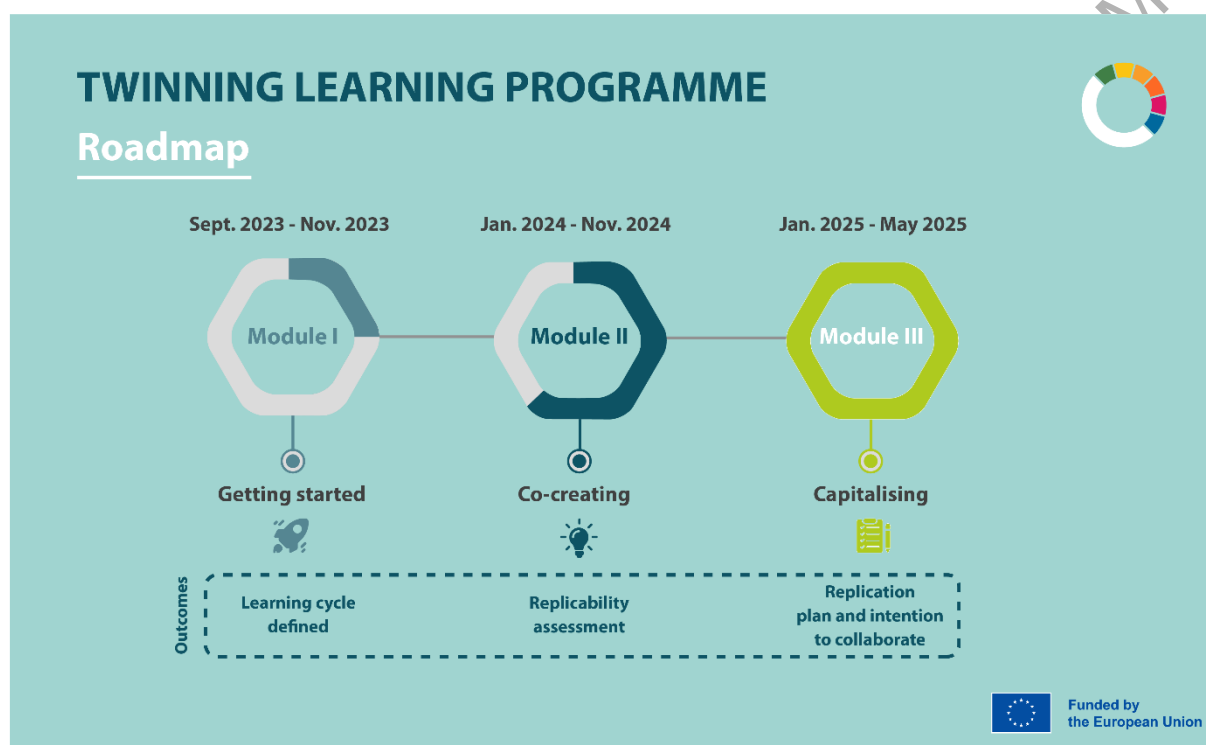 TWINNING LEARNING PROGRAMME
Roadmap
Sept. 2023 - Nov. 2023
Jan. 2024 - Nov. 2024
Jan. 2025 - May 2025
Module I
Module II
Module III
Getting started
Co-creating
Capitalising
Outcomes
Learning cycle
defined
Replicability
assessment
Replication
plan and intention
to collaborate
Funded by
the European Union